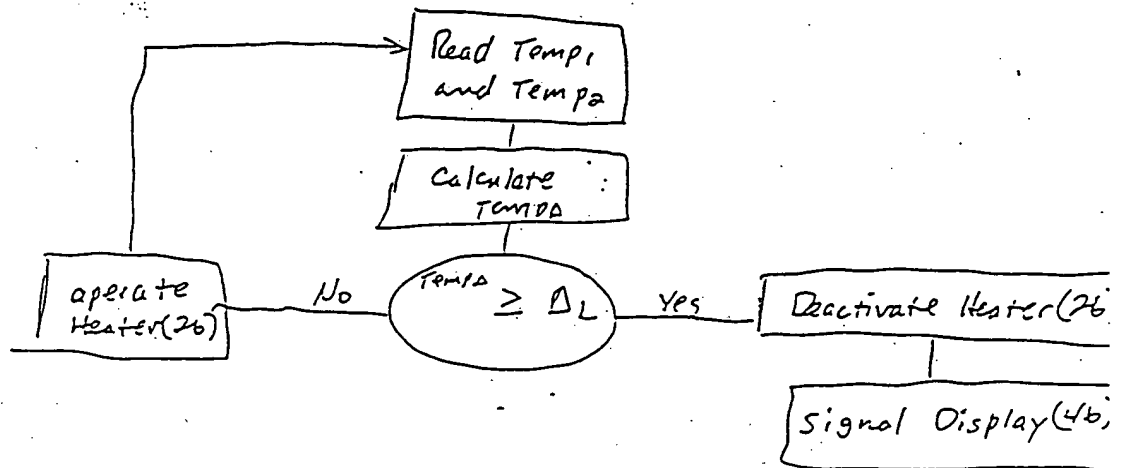 Read Temp1
and Temp2
Calculate
TempΔ
TempΔ
≥ ΔL
No
Yes
operate
Heater(26)
Deactivate Heater(26
Signal Display(46)